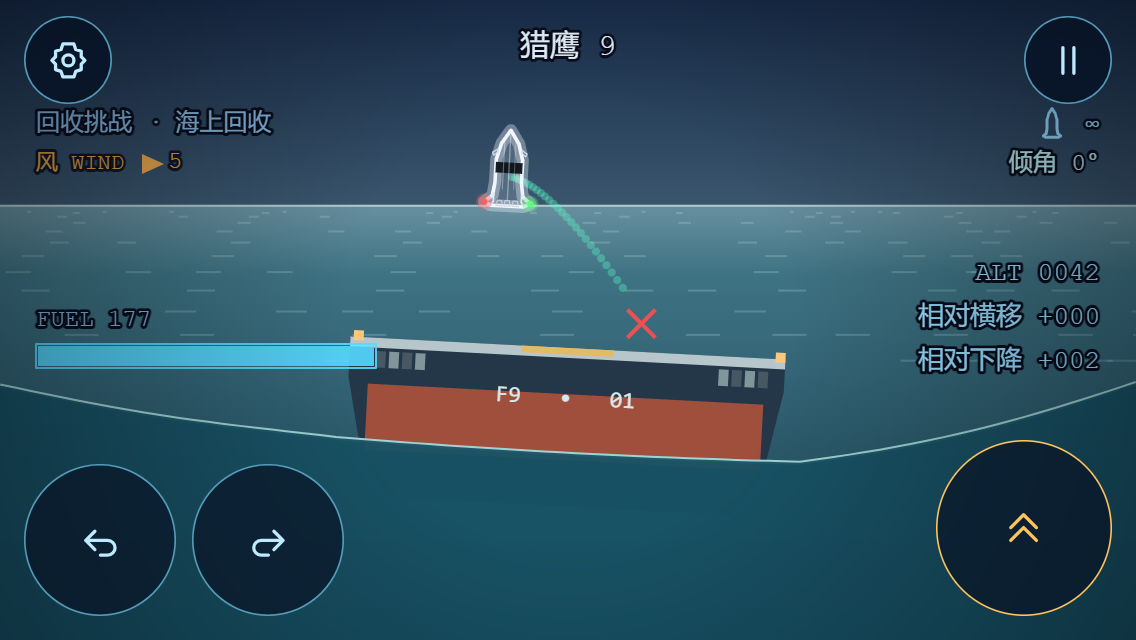 猎鹰 9
回收挑战 · 海上回收
∞
风 WIND ▶5
倾角 0°
ALT 0042
FUEL 177
相对横移 +000
相对下降 +002
F9 • 01